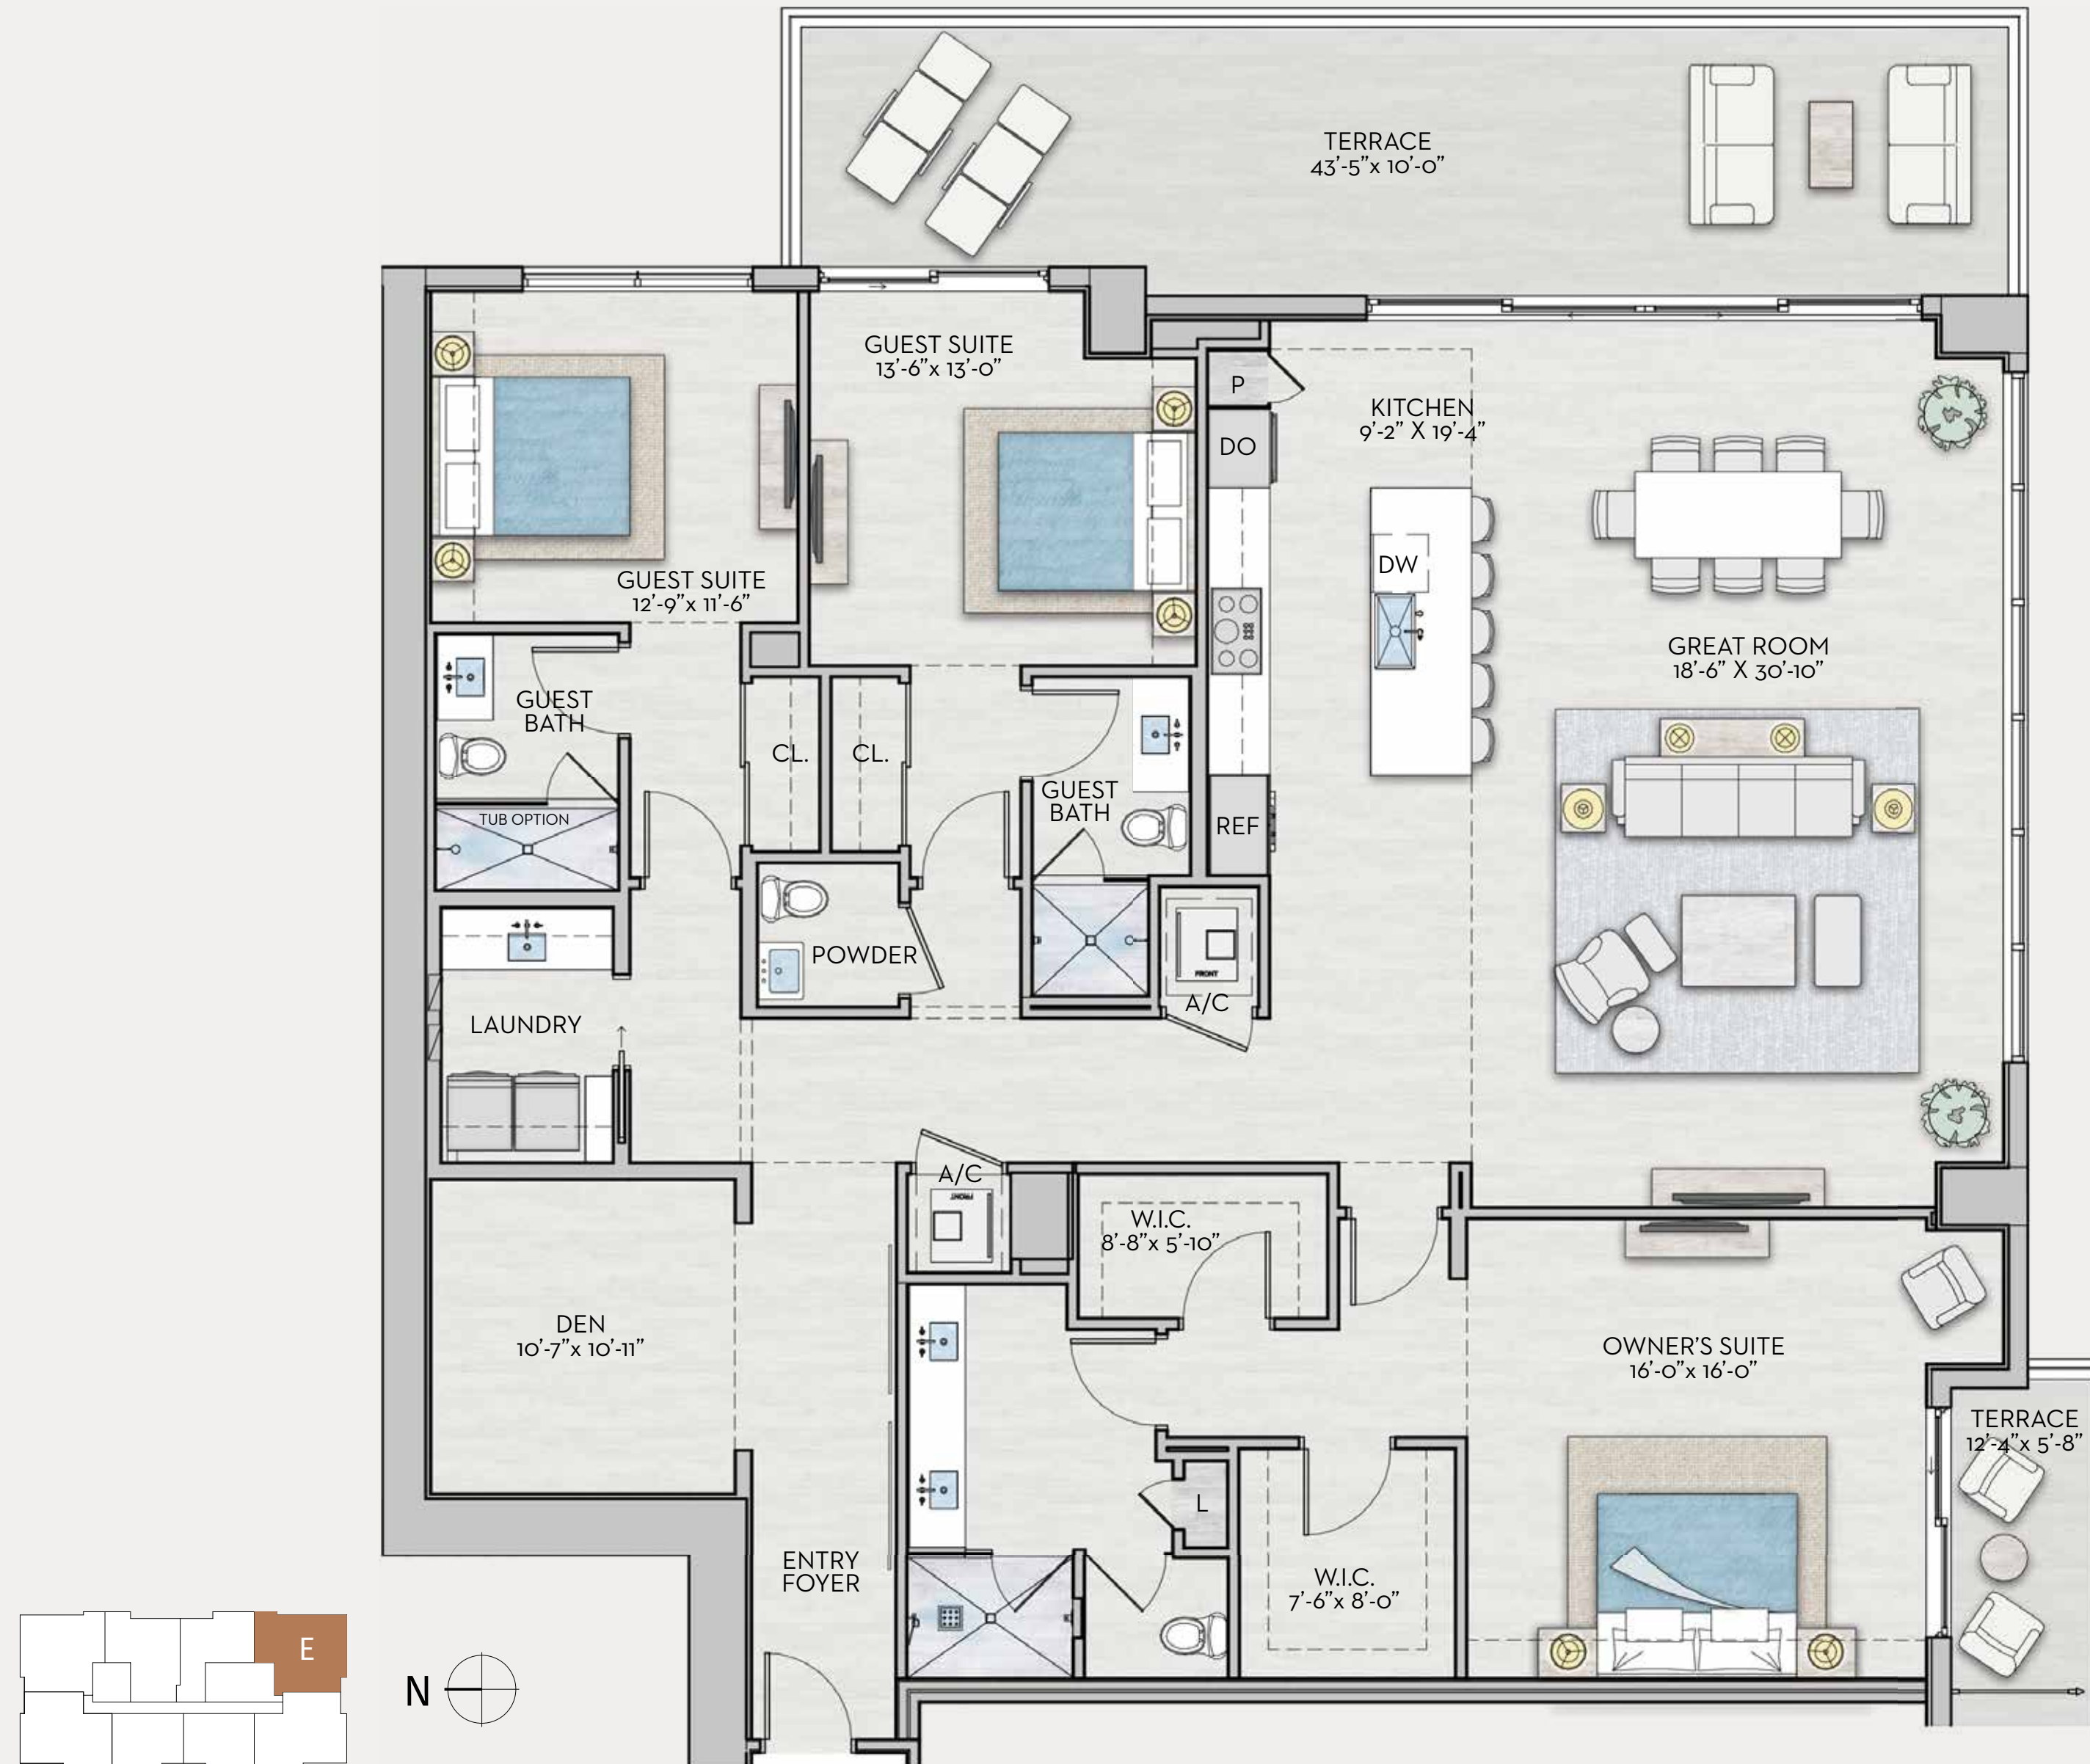 TERRACE
43'-5”x 10'-0”
GUEST SUITE
13'-6”x 13'-0”
P
KITCHEN
9'-2” X 19'-4”
DO
DW
GUEST SUITE
12'-9”x 11'-6”
GREAT ROOM
18'-6” X 30'-10”
GUEST
BATH
CL.
CL.
GUEST
BATH
TUB OPTION
REF
POWDER
FRONT
A/C
LAUNDRY
A/C
FRONT
W.I.C.
8'-8”x 5'-10”
DEN
10'-7”x 10'-11”
OWNER'S SUITE
16'-0”x 16'-0”
TERRACE
12'-4”x 5'-8”
L
ENTRY
FOYER
W.I.C.
7'-6”x 8'-0”
E
N